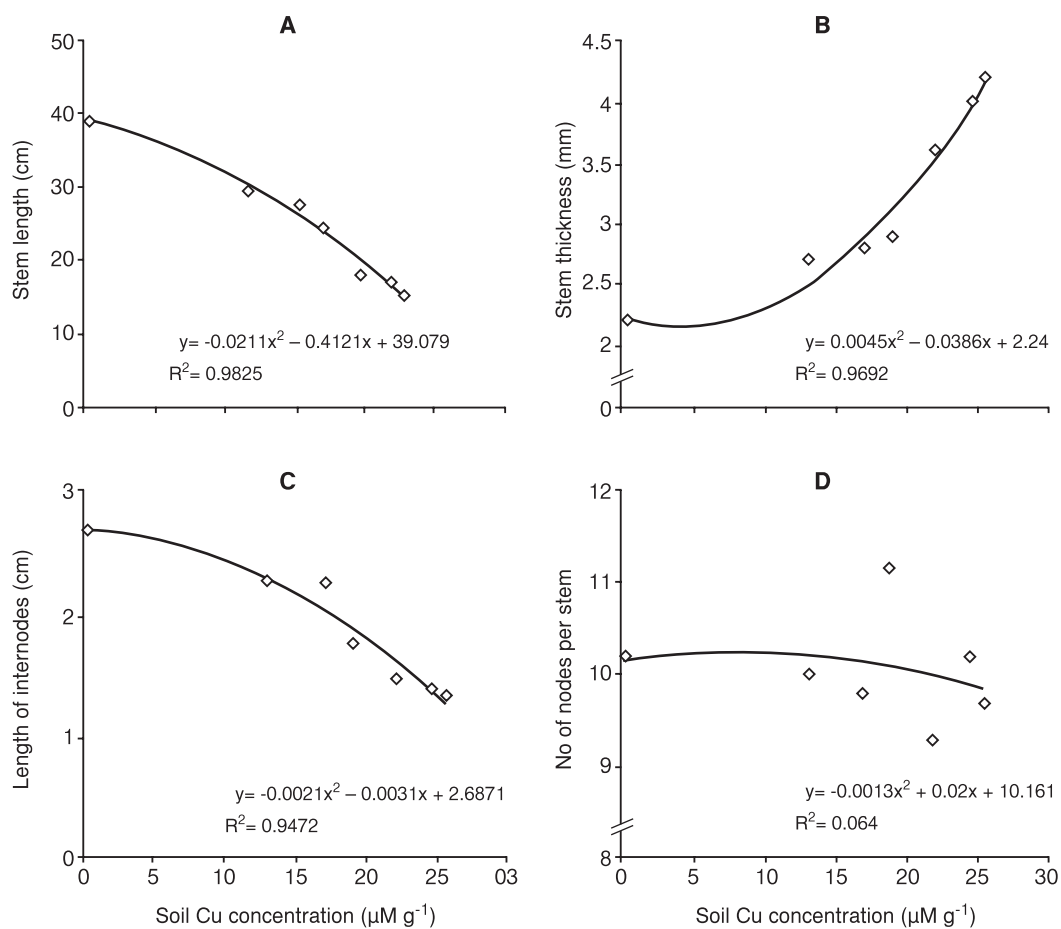 A
50
40
30
20
10
0
Stem length (cm)
y= -0.0211x² – 0.4121x + 39.079
R²= 0.9825
B
4.5
4
3.5
3
2.5
2
0
Stem thickness (mm)
y= 0.0045x² – 0.0386x + 2.24
R²= 0.9692
C
3
2
1
0
Length of internodes (cm)
y= -0.0021x² – 0.0031x + 2.6871
R²= 0.9472
0 5 10 15 20 25 03
Soil Cu concentration (µM g⁻¹)
D
12
11
10
9
8
No of nodes per stem
y= -0.0013x² + 0.02x + 10.161
R²= 0.064
0 5 10 15 20 25 30
Soil Cu concentration (µM g⁻¹)